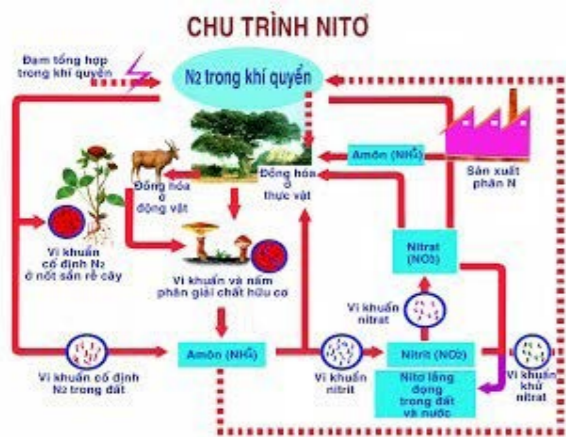 CHU TRÌNH NITƠ
Đạm tổng hợp
trong khí quyển
N₂ trong khí quyển
Amôn (NH₄)
Sản xuất
phân N
Đồng hóa
ở
động vật
Đồng hóa
ở
thực vật
Vi khuẩn
cố định N₂
ở nốt sần rễ cây
Vi khuẩn và nấm
phân giải chất hữu cơ
Nitrat
(NO₃)
Vi khuẩn
nitrat
Vi khuẩn cố định
N₂ trong đất
Amôn (NH₄)
Vi khuẩn
nitrit
Nitrit (NO₂)
Nitơ lắng
đọng
trong đất
và nước
Vi khuẩn
khử
nitrat